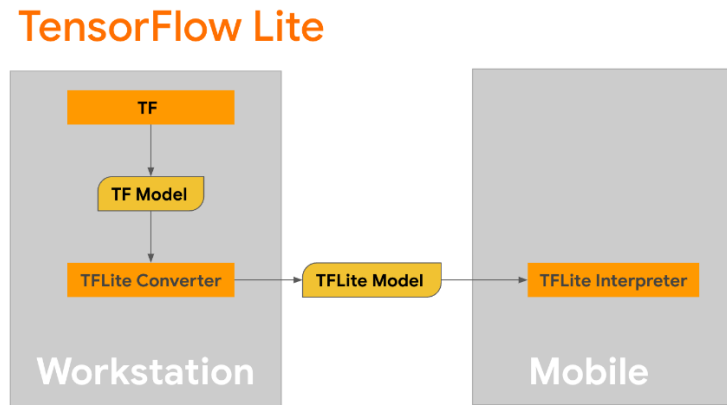 TensorFlow Lite
TF
TF Model
TFLite Converter
TFLite Model
TFLite Interpreter
Workstation
Mobile